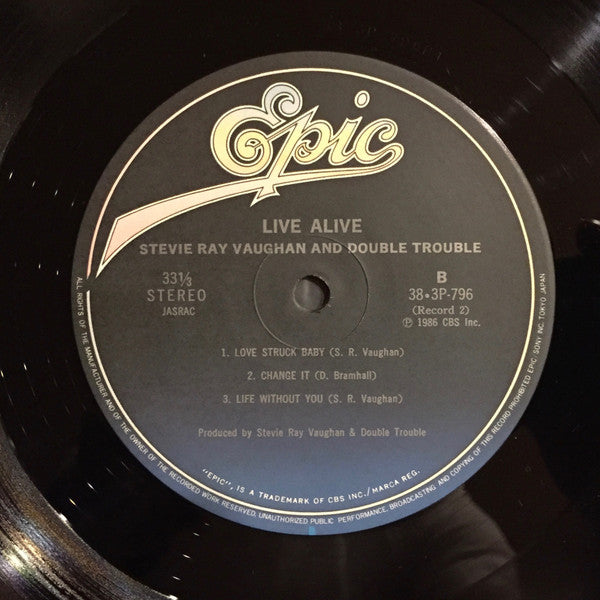 Epic
LIVE ALIVE
STEVIE RAY VAUGHAN AND DOUBLE TROUBLE
33⅓
STEREO
JASRAC
B
38•3P-796
(Record 2)
Ⓟ 1986 CBS Inc.
1. LOVE STRUCK BABY (S. R. Vaughan)
2. CHANGE IT (D. Bramhall)
3. LIFE WITHOUT YOU (S. R. Vaughan)
Produced by Stevie Ray Vaughan & Double Trouble
"EPIC", IS A TRADEMARK OF CBS INC./MARCA REG.
ALL RIGHTS OF THE MANUFACTURER AND OF THE OWNER OF THE RECORDED WORK RESERVED. UNAUTHORIZED PUBLIC PERFORMANCE, BROADCASTING AND COPYING OF THIS RECORD PROHIBITED EPIC/SONY INC. TOKYO JAPAN